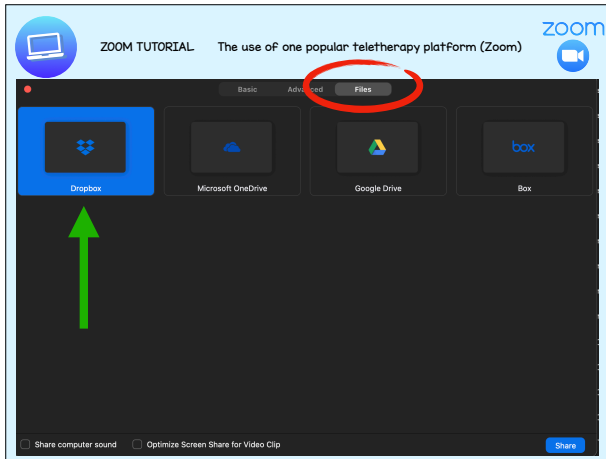 ZOOM TUTORIAL The use of one popular teletherapy platform (Zoom)
zoom
Basic Advanced Files
box
Dropbox Microsoft OneDrive Google Drive Box
Share computer sound Optimize Screen Share for Video Clip Share